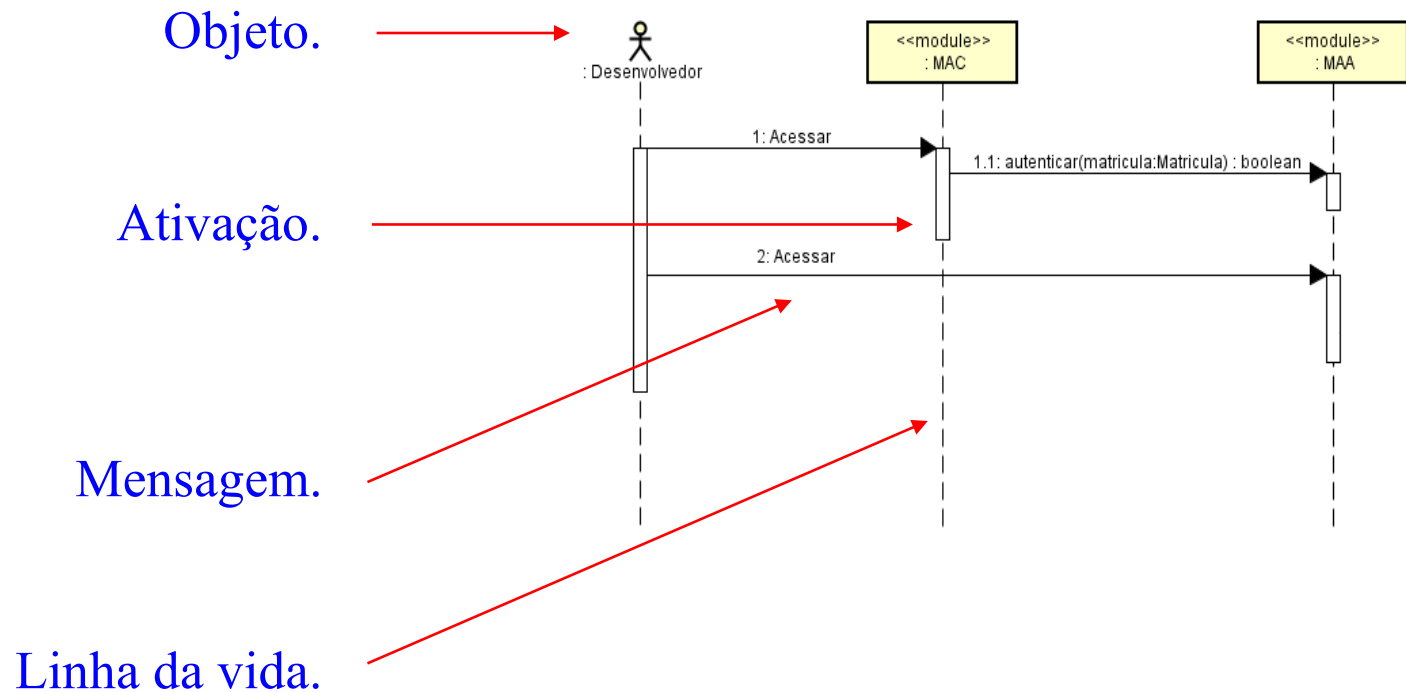 Objeto.
: Desenvolvedor
<<module>>
: MAC
<<module>>
: MAA
1: Acessar
1.1: autenticar(matricula:Matricula) : boolean
Ativação.
2: Acessar
Mensagem.
Linha da vida.